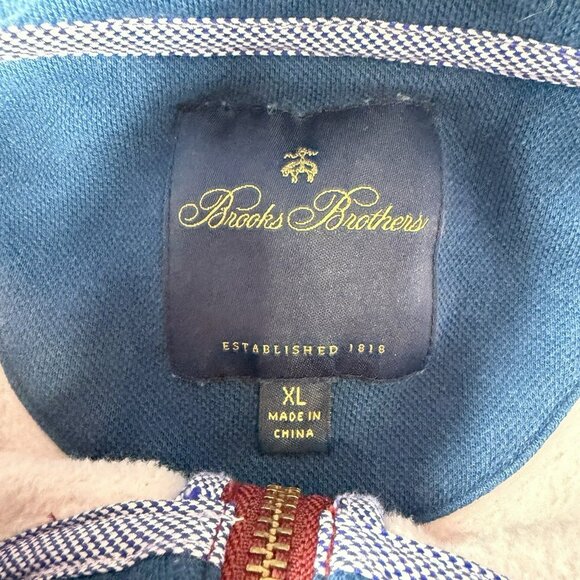 Brooks Brothers
ESTABLISHED 1818
XL
MADE IN
CHINA